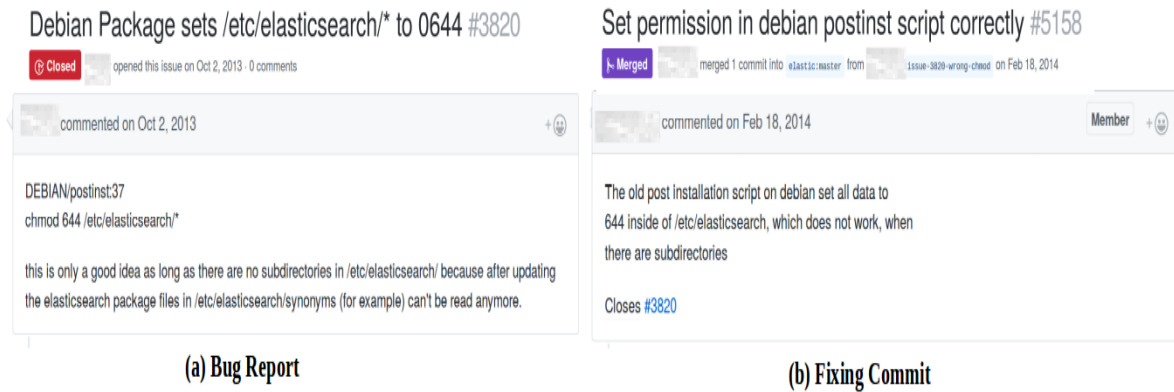 Debian Package sets /etc/elasticsearch/* to 0644 #3820
Closed opened this issue on Oct 2, 2013 · 0 comments
commented on Oct 2, 2013
DEBIAN/postinst:37
chmod 644 /etc/elasticsearch/*
this is only a good idea as long as there are no subdirectories in /etc/elasticsearch/ because after updating
the elasticsearch package files in /etc/elasticsearch/synonyms (for example) can't be read anymore.
(a) Bug Report
Set permission in debian postinst script correctly #5158
Merged merged 1 commit into elastic:master from issue-3820-wrong-chmod on Feb 18, 2014
commented on Feb 18, 2014 Member
The old post installation script on debian set all data to
644 inside of /etc/elasticsearch, which does not work, when
there are subdirectories
Closes #3820
(b) Fixing Commit